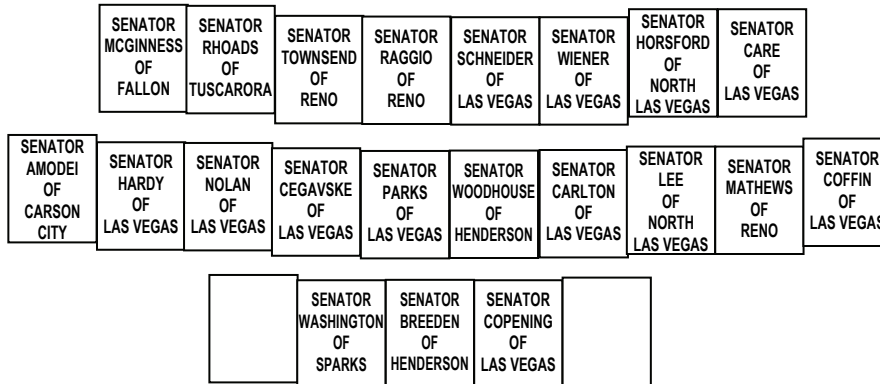 SENATOR
MCGINNESS
OF
FALLON
SENATOR
RHOADS
OF
TUSCARORA
SENATOR
TOWNSEND
OF
RENO
SENATOR
RAGGIO
OF
RENO
SENATOR
SCHNEIDER
OF
LAS VEGAS
SENATOR
WIENER
OF
LAS VEGAS
SENATOR
HORSFORD
OF
NORTH
LAS VEGAS
SENATOR
CARE
OF
LAS VEGAS
SENATOR
AMODEI
OF
CARSON
CITY
SENATOR
HARDY
OF
LAS VEGAS
SENATOR
NOLAN
OF
LAS VEGAS
SENATOR
CEGAVSKE
OF
LAS VEGAS
SENATOR
PARKS
OF
LAS VEGAS
SENATOR
WOODHOUSE
OF
HENDERSON
SENATOR
CARLTON
OF
LAS VEGAS
SENATOR
LEE
OF
NORTH
LAS VEGAS
SENATOR
MATHEWS
OF
RENO
SENATOR
COFFIN
OF
LAS VEGAS
SENATOR
WASHINGTON
OF
SPARKS
SENATOR
BREEDEN
OF
HENDERSON
SENATOR
COPENING
OF
LAS VEGAS